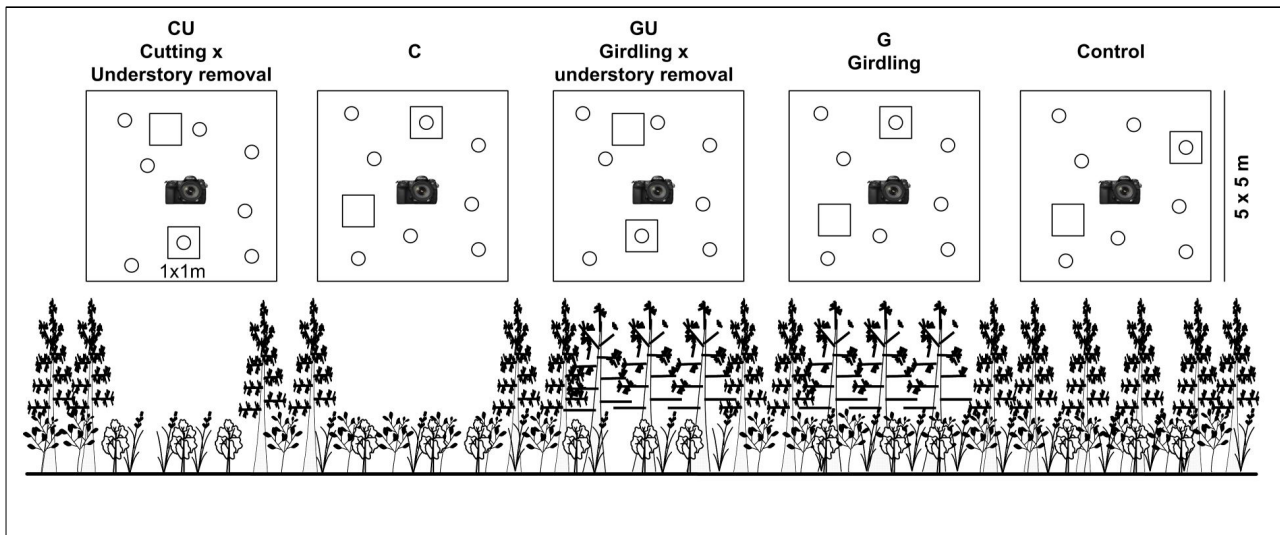 CU
Cutting x
Understory removal
C
GU
Girdling x
understory removal
G
Girdling
Control
1x1m
5 x 5 m